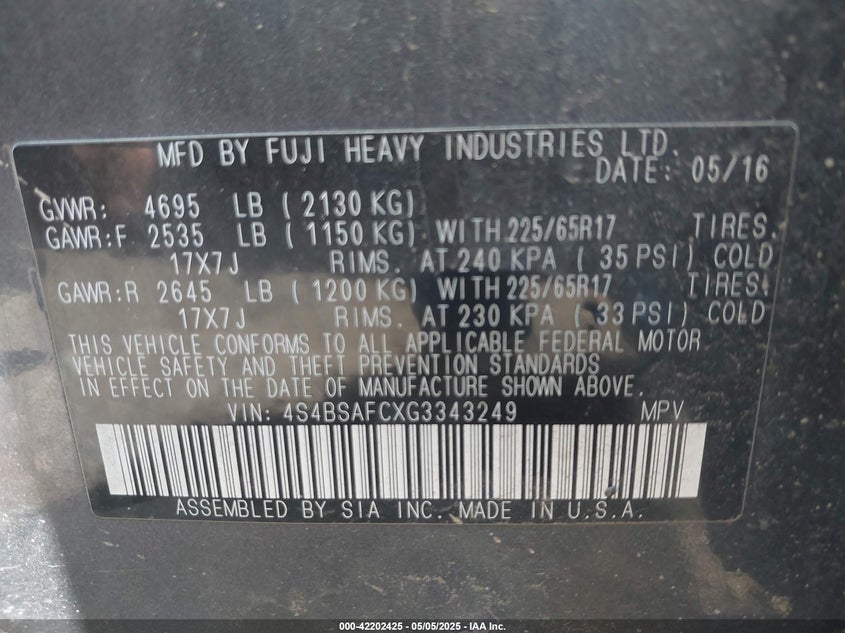 MFD BY FUJI HEAVY INDUSTRIES LTD.
DATE: 05/16
GVWR: 4695 LB ( 2130 KG)
GAWR:F 2535 LB ( 1150 KG) WITH 225/65R17 TIRES.
17X7J RIMS. AT 240 KPA ( 35 PSI) COLD
GAWR:R 2645 LB ( 1200 KG) WITH 225/65R17 TIRES.
17X7J RIMS. AT 230 KPA ( 33 PSI) COLD
THIS VEHICLE CONFORMS TO ALL APPLICABLE FEDERAL MOTOR
VEHICLE SAFETY AND THEFT PREVENTION STANDARDS
IN EFFECT ON THE DATE OF MANUFACTURE SHOWN ABOVE.
VIN: 4S4BSAFCXG3343249 MPV
ASSEMBLED BY SIA INC. MADE IN U.S.A.
000-42202425 - 05/05/2025 - IAA Inc.